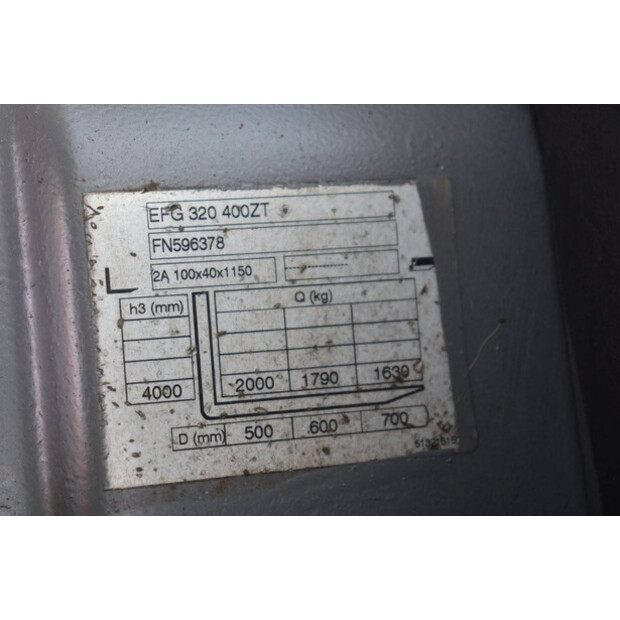 EFG 320 400ZT
FN596378
2A 100x40x1150
h3 (mm) Q (kg)
4000 2000 1790 1630
D (mm) 500 600 700